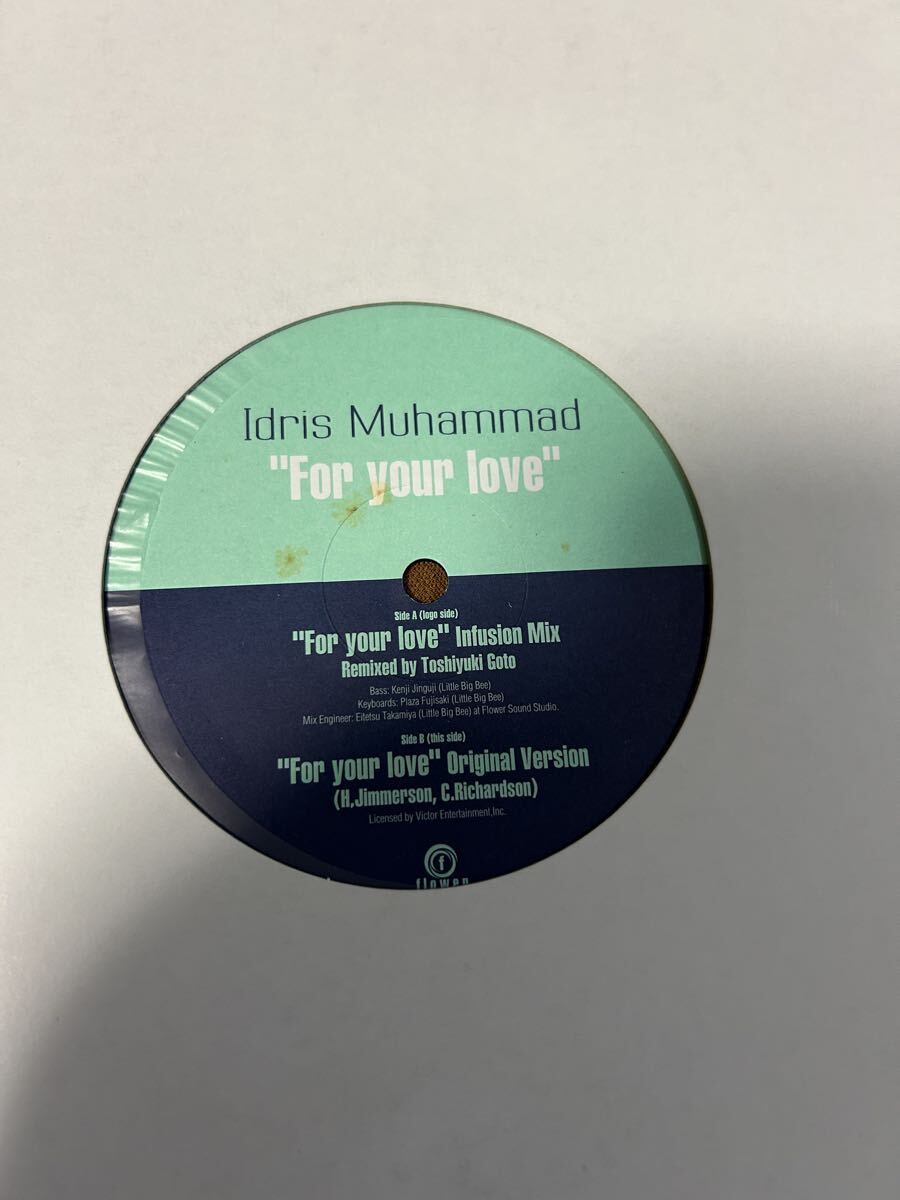 Idris Muhammad
"For your love"
Side A (logo side)
"For your love" Infusion Mix
Remixed by Toshiyuki Goto
Bass: Kenji Jinguji (Little Big Bee)
Keyboards: Plaza Fujisaki (Little Big Bee)
Mix Engineer: Eitetsu Takamiya (Little Big Bee) at Flower Sound Studio.
Side B (this side)
"For your love" Original Version
(H,Jimmerson, C.Richardson)
Licensed by Victor Entertainment,Inc.
f
flower